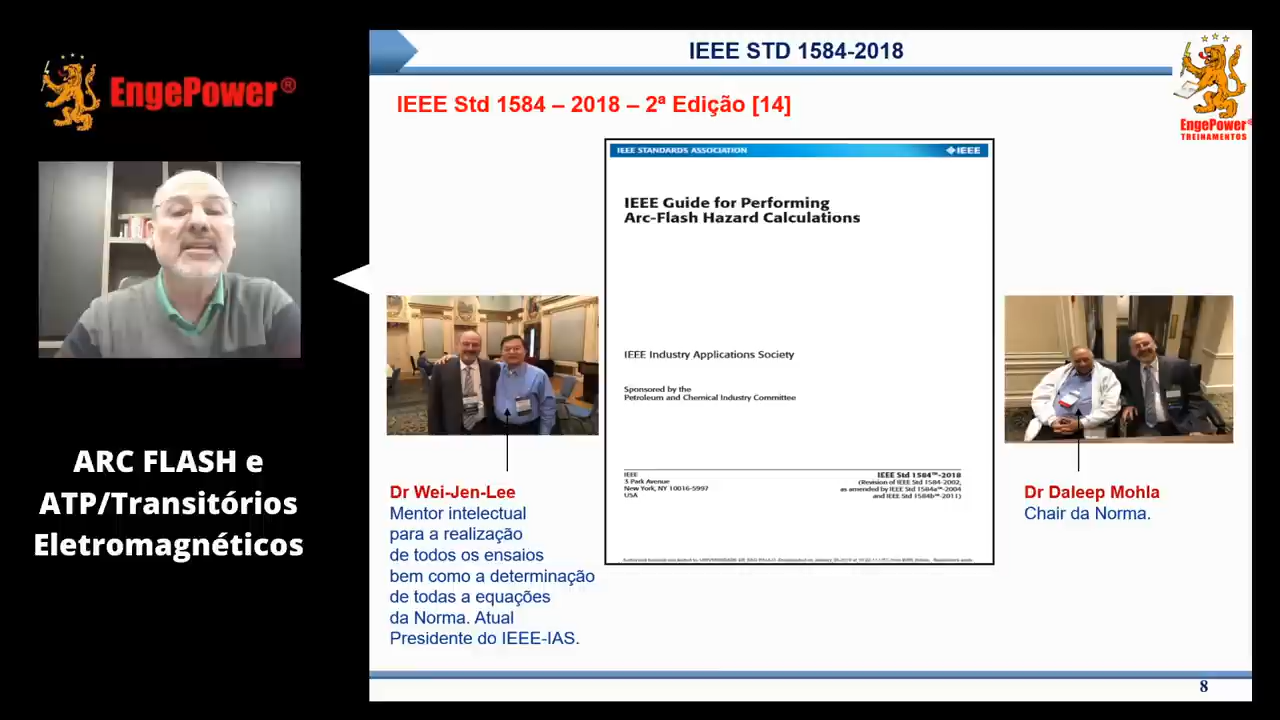 EngePower®
ARC FLASH e
ATP/Transitórios
Eletromagnéticos
IEEE STD 1584-2018
EngePower®
TREINAMENTOS
IEEE Std 1584 – 2018 – 2ª Edição [14]
IEEE STANDARDS ASSOCIATION
IEEE
IEEE Guide for Performing
Arc-Flash Hazard Calculations
IEEE Industry Applications Society
Sponsored by the
Petroleum and Chemical Industry Committee
IEEE
3 Park Avenue
New York, NY 10016-5997
USA
IEEE Std 1584™-2018
(Revision of IEEE Std 1584-2002,
as amended by IEEE Std 1584a™-2004
and IEEE Std 1584b™-2011)
Dr Wei-Jen-Lee
Mentor intelectual
para a realização
de todos os ensaios
bem como a determinação
de todas a equações
da Norma. Atual
Presidente do IEEE-IAS.
Dr Daleep Mohla
Chair da Norma.
8